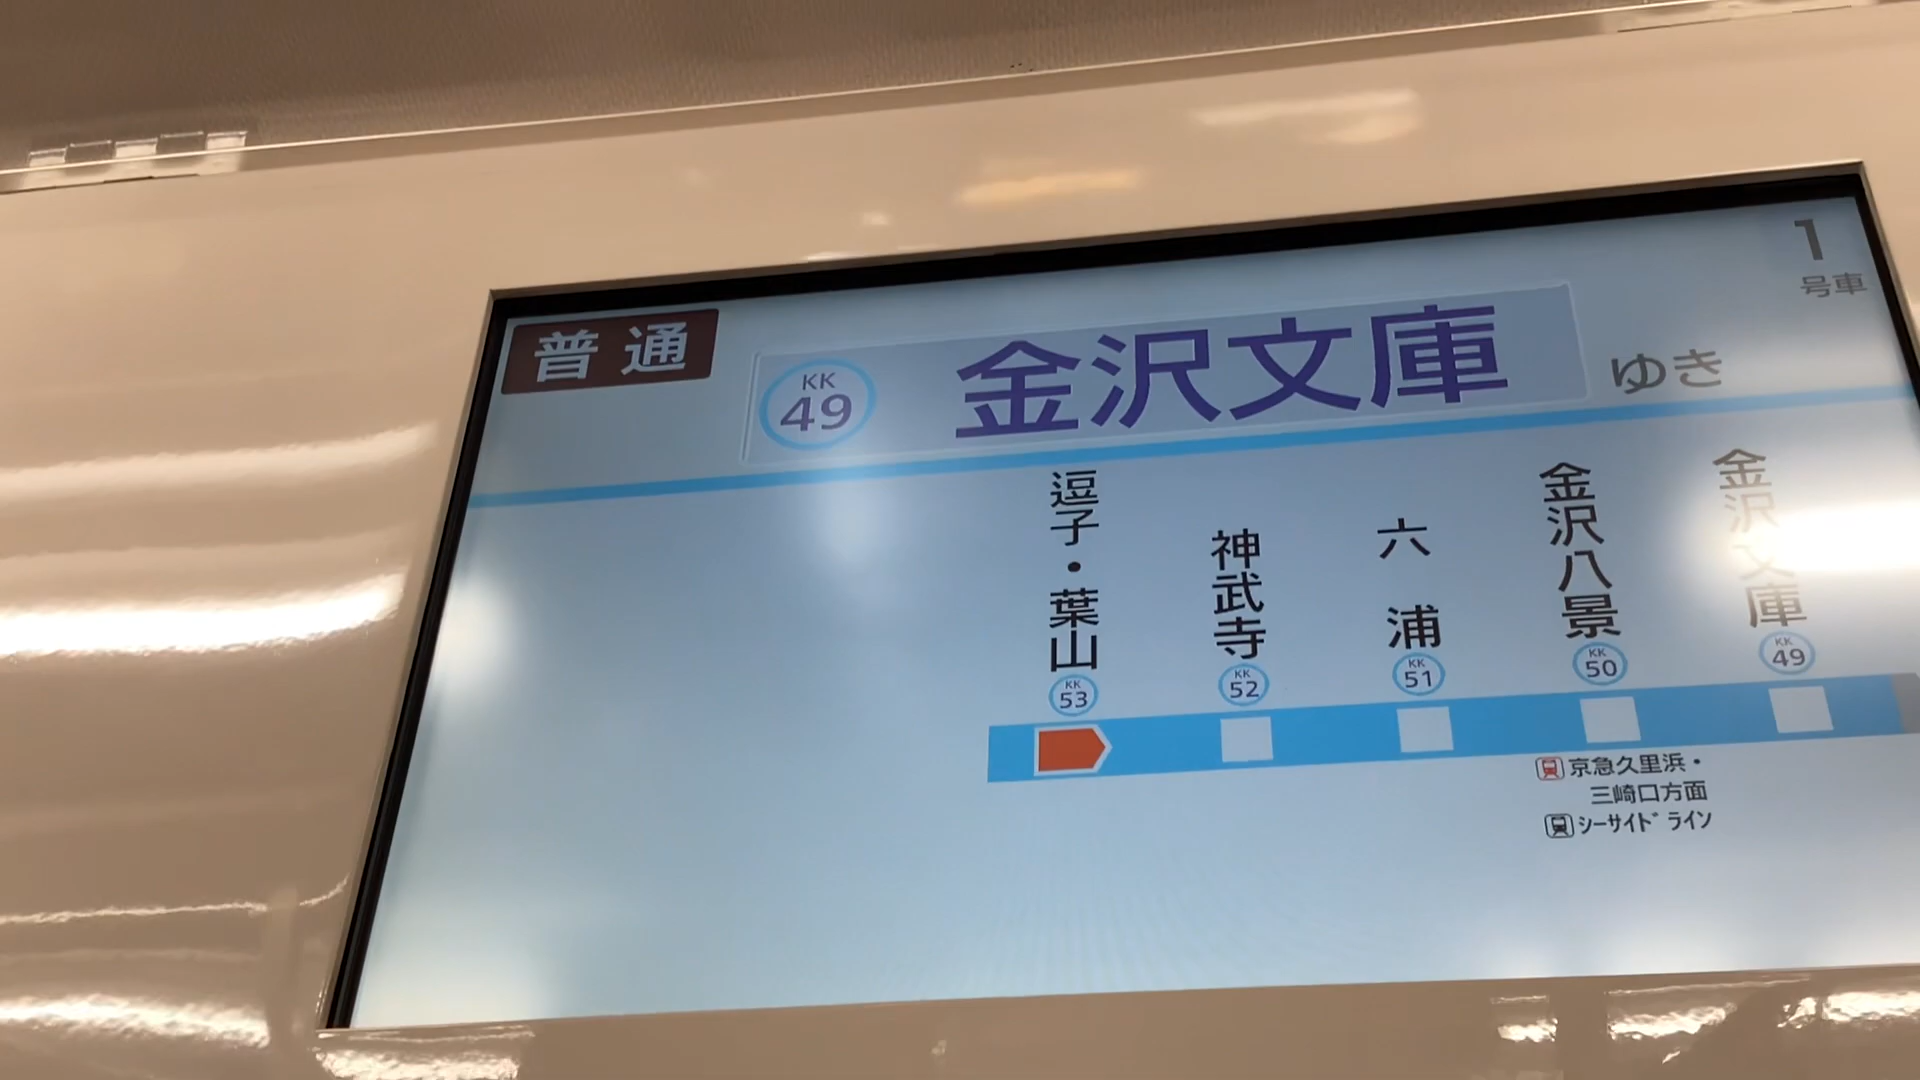 1
号車
普通
KK
49
金沢文庫
ゆき
逗子・葉山
神武寺
六浦
金沢八景
金沢文庫
KK
53
KK
52
KK
51
KK
50
KK
49
京急久里浜・
三崎口方面
シーサイドライン